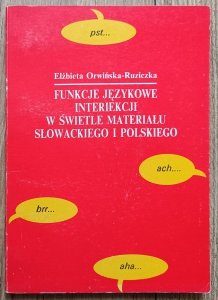 pst...
Elżbieta Orwińska-Ruziczka
FUNKCJE JĘZYKOWE
INTERIEKCJI
W ŚWIETLE MATERIAŁU
SŁOWACKIEGO I POLSKIEGO
ach....
brr...
aha...